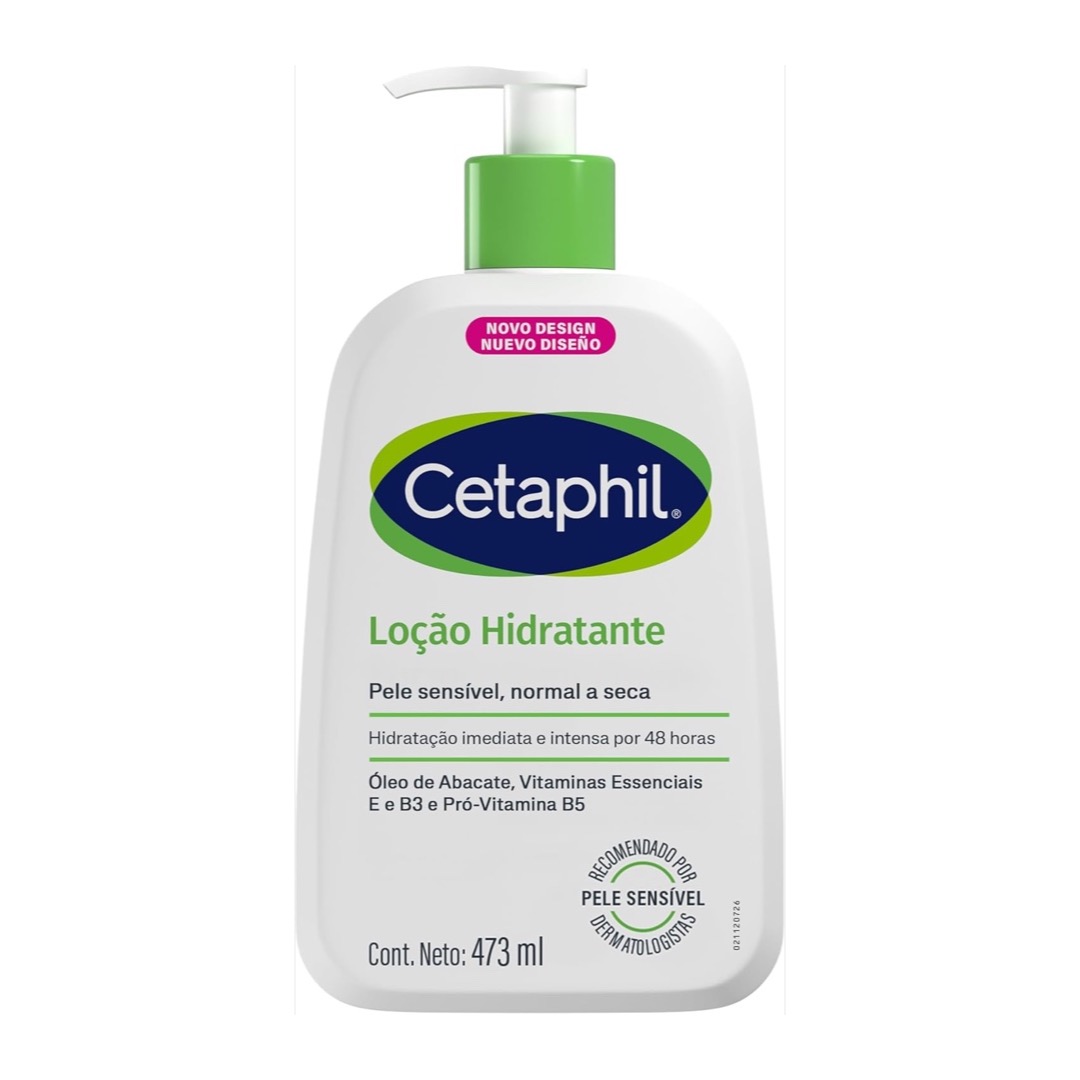 NOVO DESIGN
NUEVO DISEÑO
Cetaphil®
Loção Hidratante
Pele sensível, normal a seca
Hidratação imediata e intensa por 48 horas
Óleo de Abacate, Vitaminas Essenciais
E e B3 e Pró-Vitamina B5
RECOMENDADO POR
PELE SENSÍVEL
DERMATOLOGISTAS
Cont. Neto: 473 ml
021120726